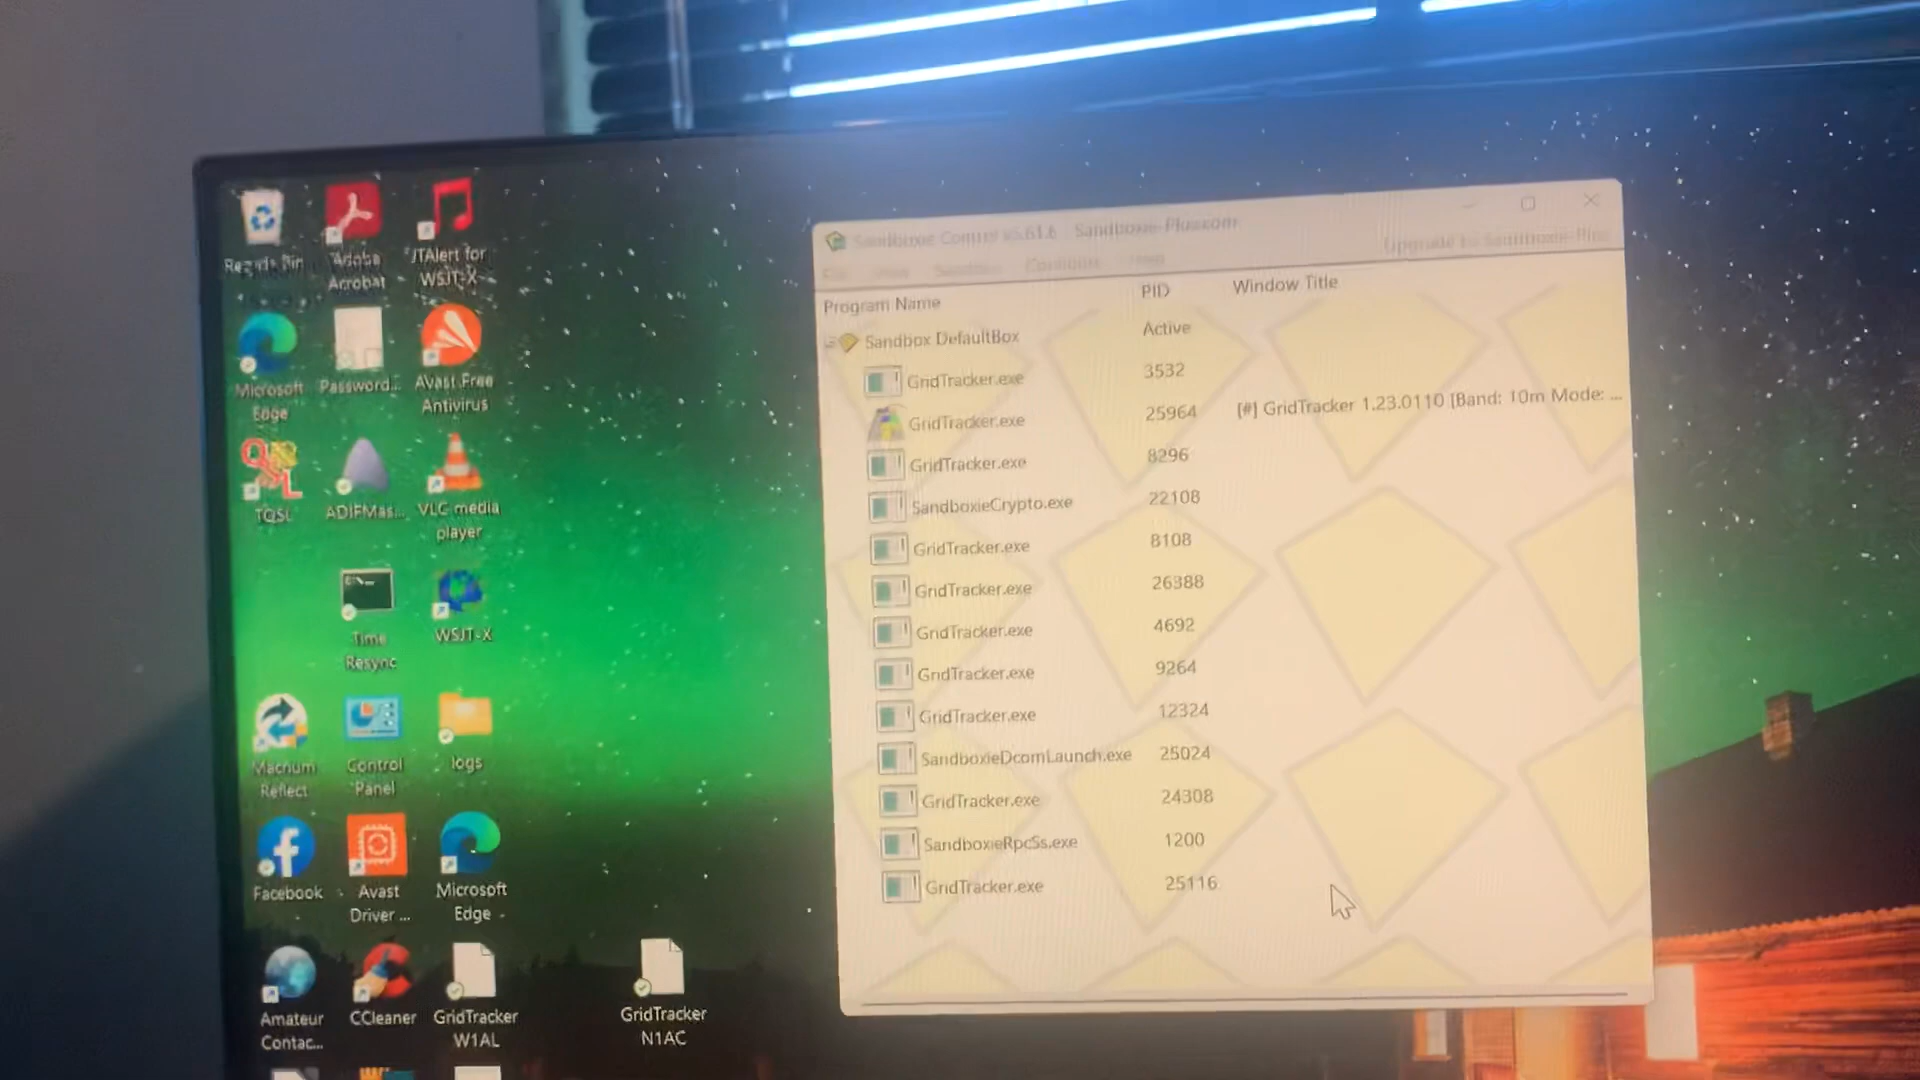 Recycle Bin
Adobe
Acrobat
JTAlert for
WSJT-X
Microsoft
Edge
Password...
Avast Free
Antivirus
TQSL
ADIFMas...
VLC media
player
Time
Resync
WSJT-X
Macrium
Reflect
Control
Panel
logs
Facebook
Avast
Driver ...
Microsoft
Edge
Amateur
Contac...
CCleaner
GridTracker
W1AL
GridTracker
N1AC
Sandboxie Control v5.61.6 Sandboxie-Plus.com
Sandbox Configure Help
Upgrade to Sandboxie-Plus
Program Name PID Window Title
Sandbox DefaultBox Active
GridTracker.exe 3532
GridTracker.exe 25964 [#] GridTracker 1.23.0110 [Band: 10m Mode: ...
GridTracker.exe 8296
SandboxieCrypto.exe 22108
GridTracker.exe 8108
GridTracker.exe 26388
GridTracker.exe 4692
GridTracker.exe 9264
GridTracker.exe 12324
SandboxieDcomLaunch.exe 25024
GridTracker.exe 24308
SandboxieRpcSs.exe 1200
GridTracker.exe 25116